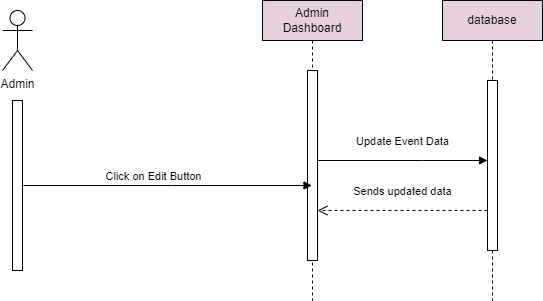 Admin
Dashboard
database
Admin
Update Event Data
Click on Edit Button
Sends updated data